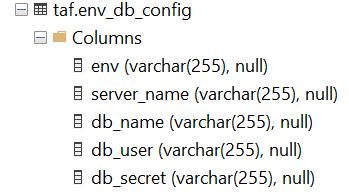 taf.env_db_config
Columns
env (varchar(255), null)
server_name (varchar(255), null)
db_name (varchar(255), null)
db_user (varchar(255), null)
db_secret (varchar(255), null)